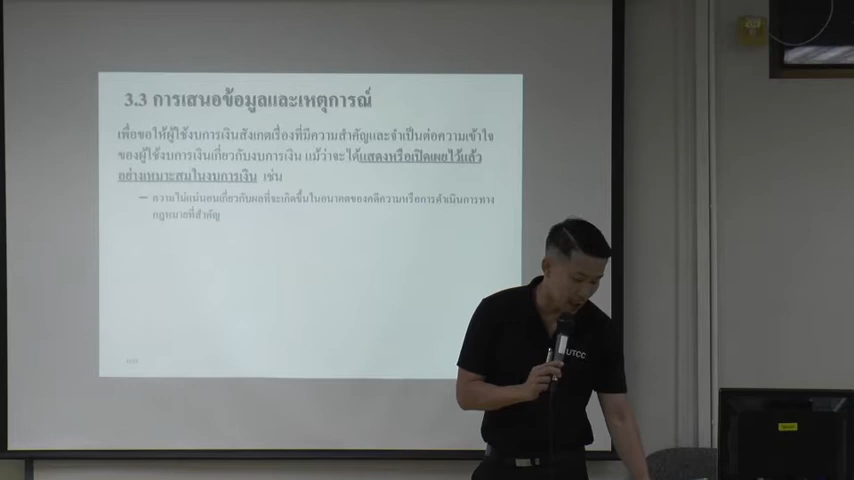 3.3 การเสนอข้อมูลและเหตุการณ์
เพื่อขอให้ผู้ใช้งบการเงินสังเกตเรื่องที่มีความสำคัญและจำเป็นต่อความเข้าใจ
ของผู้ใช้งบการเงินเกี่ยวกับงบการเงิน แม้ว่าจะได้แสดงหรือเปิดเผยไว้แล้ว
อย่างเหมาะสมในงบการเงิน เช่น
– ความไม่แน่นอนเกี่ยวกับผลที่จะเกิดขึ้นในอนาคตของคดีความหรือการดำเนินการทาง
กฎหมายที่สำคัญ
UTCC